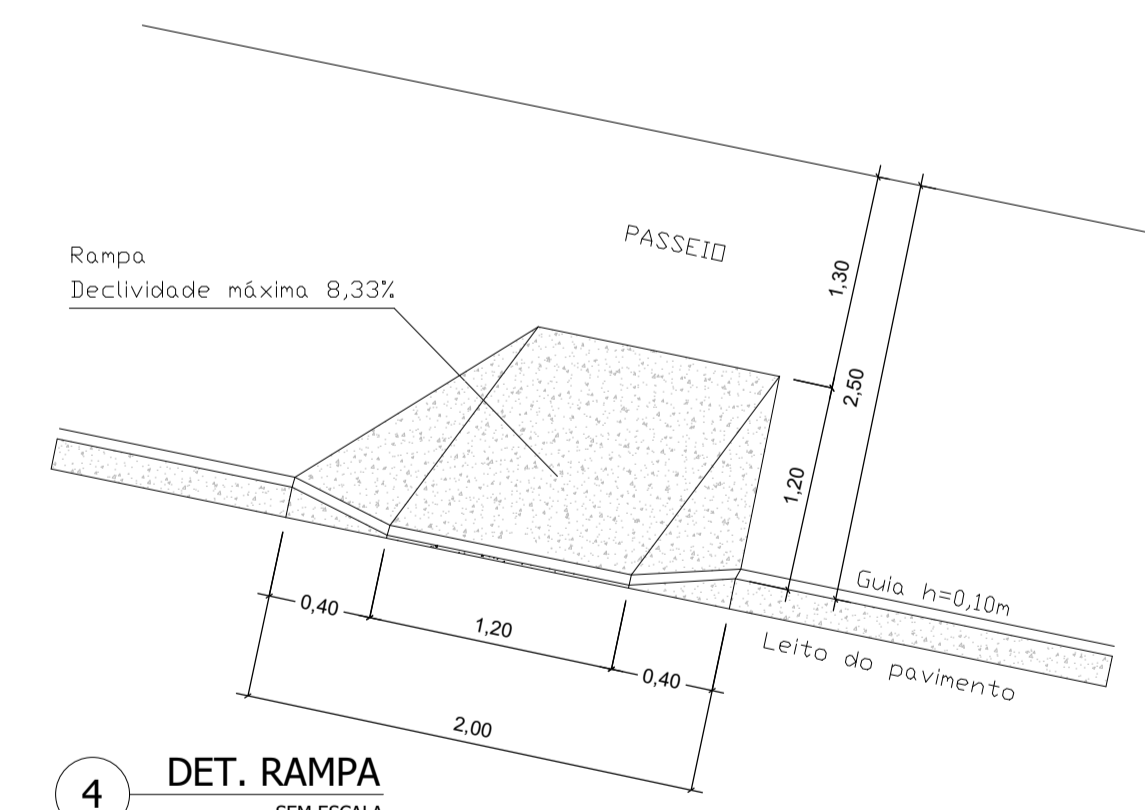 PASSEIO
Rampa
Declividade máxima 8,33%
1,30
2,50
1,20
Guia h=0,10m
Leito do pavimento
0,40
1,20
0,40
2,00
4
DET. RAMPA
SEM ESCALA